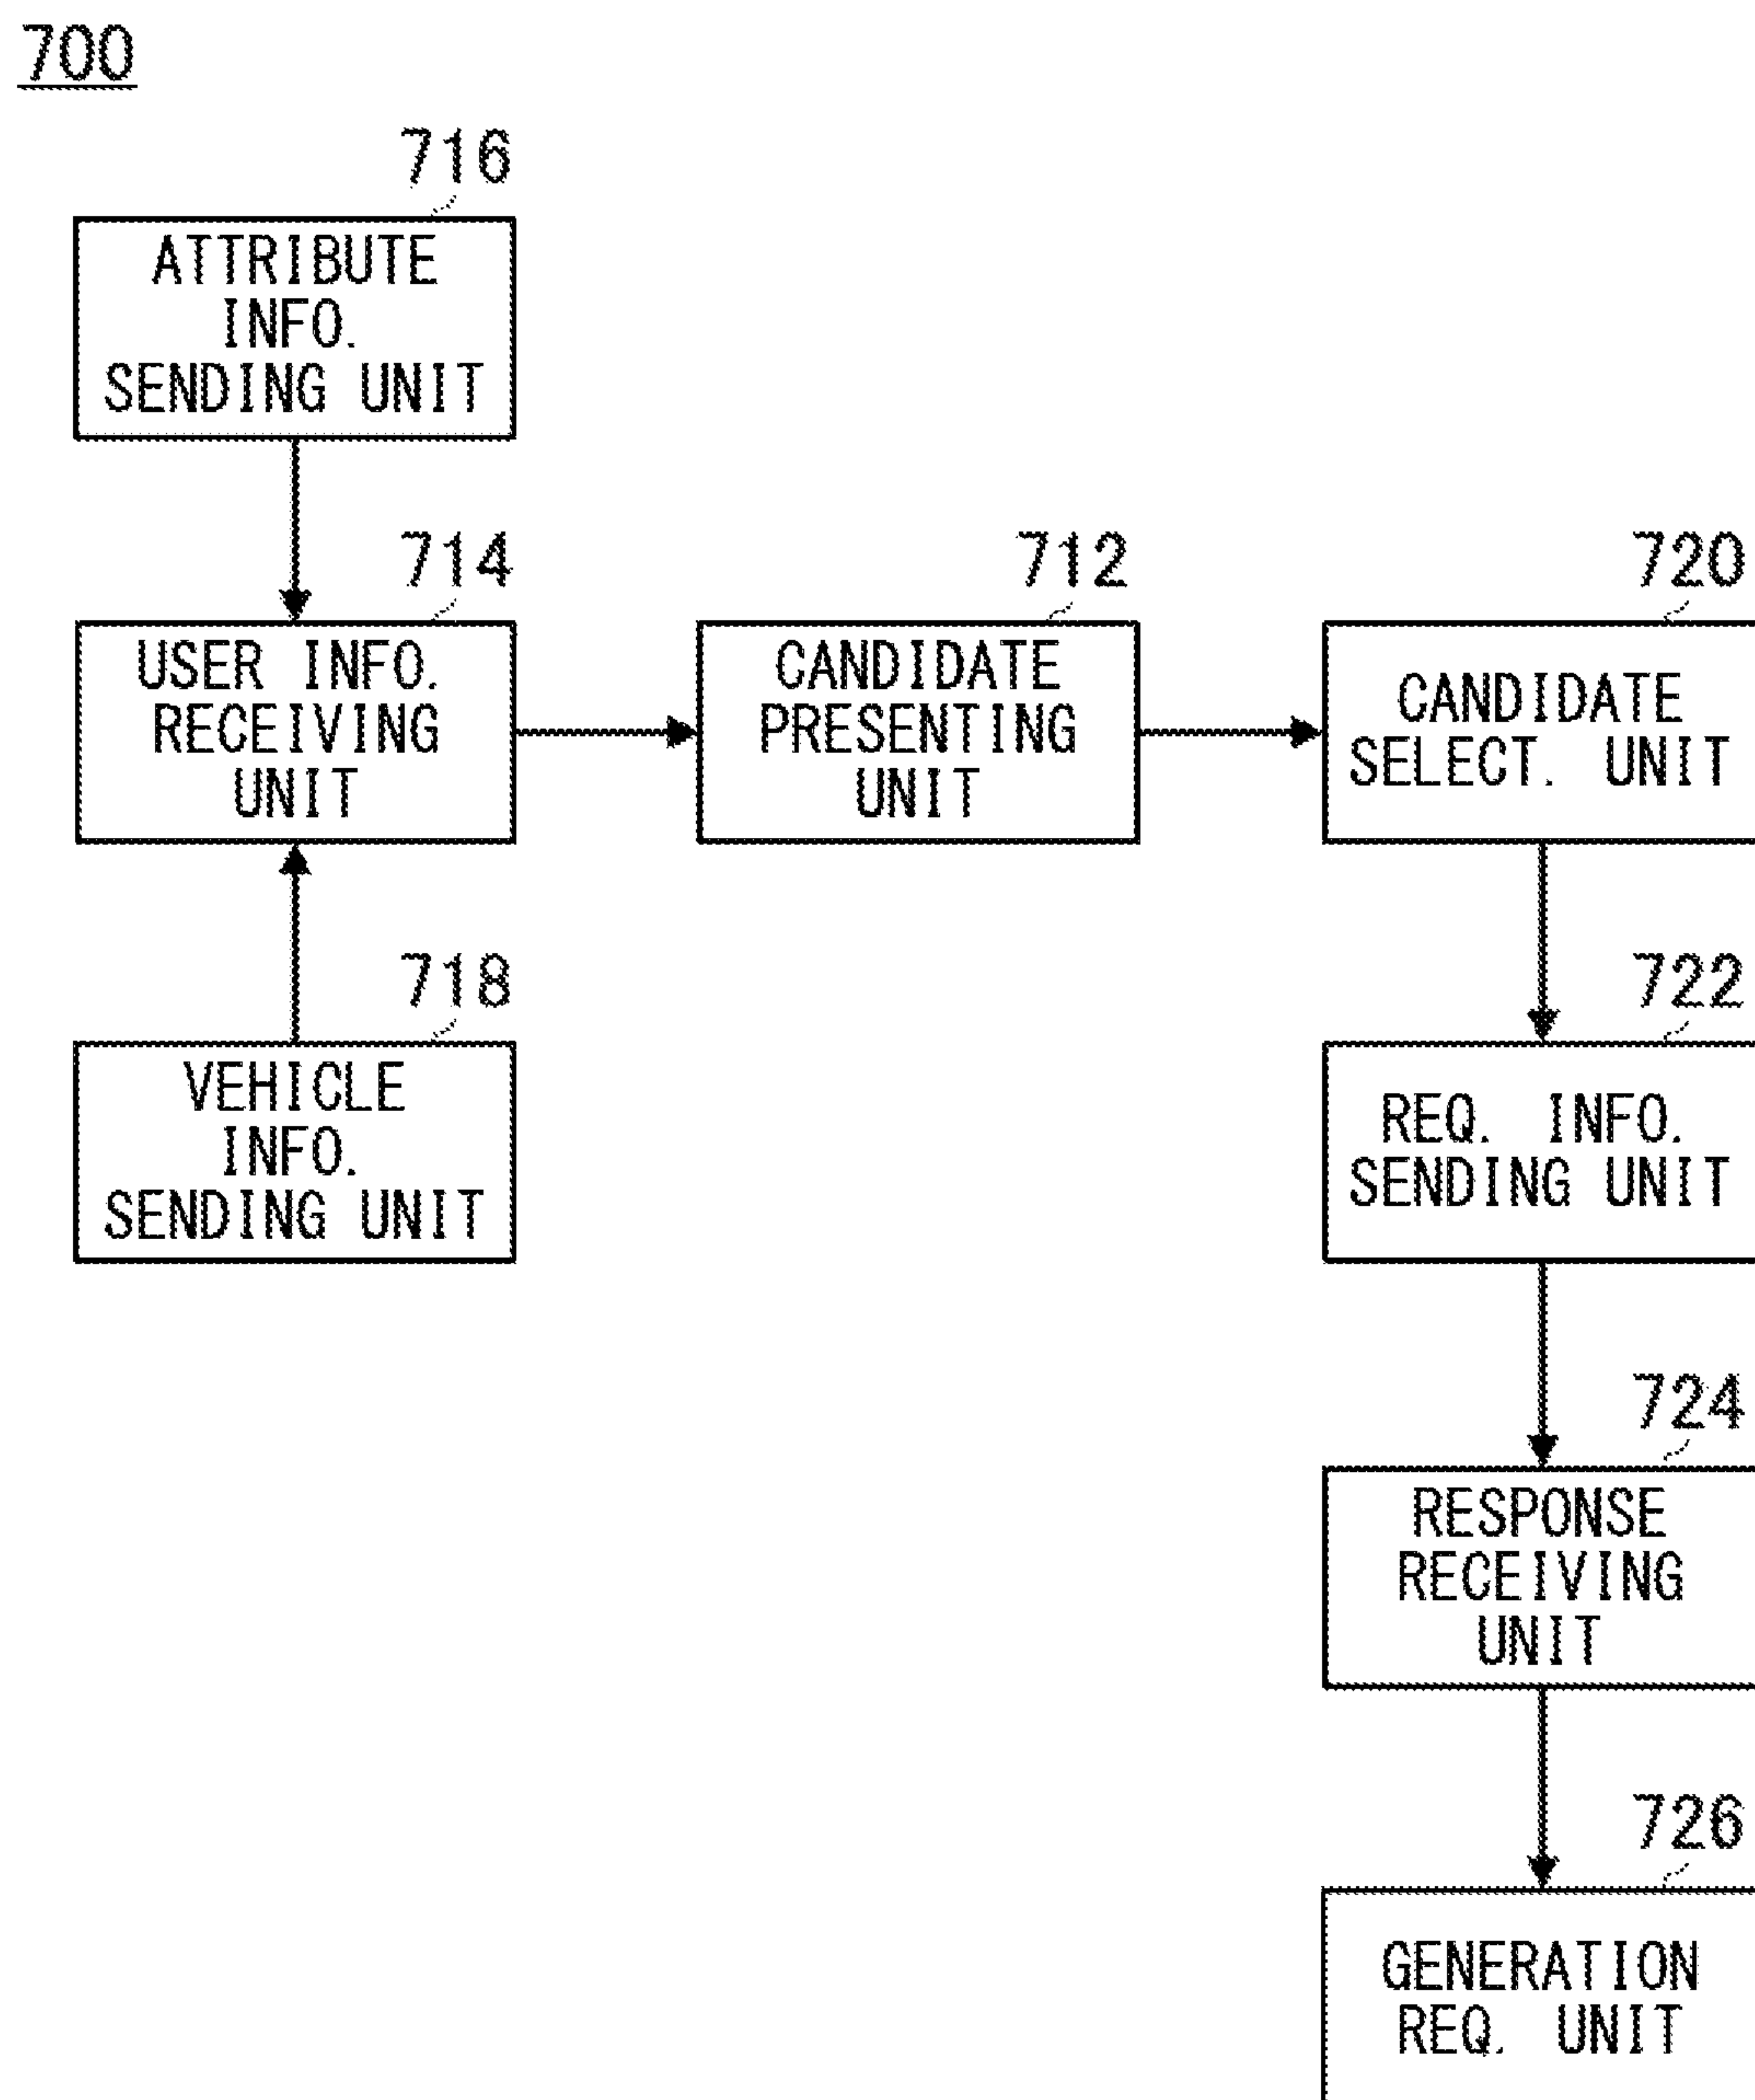 700
716
ATTRIBUTE
INFO.
SENDING UNIT
714
USER INFO.
RECEIVING
UNIT
712
CANDIDATE
PRESENTING
UNIT
720
CANDIDATE
SELECT. UNIT
718
VEHICLE
INFO.
SENDING UNIT
722
REQ. INFO.
SENDING UNIT
724
RESPONSE
RECEIVING
UNIT
726
GENERATION
REQ. UNIT